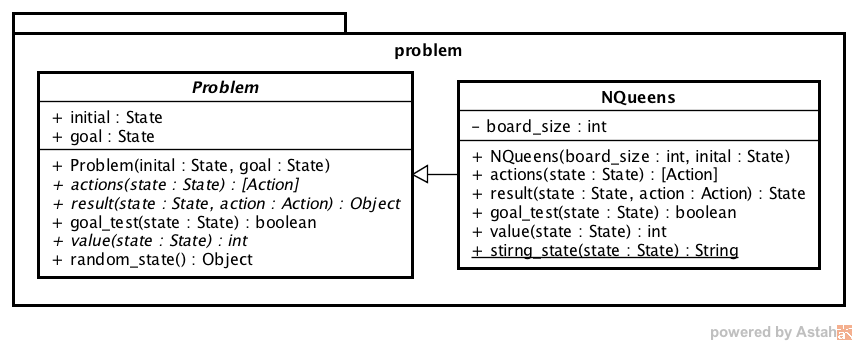 problem
Problem
+ initial : State
+ goal : State
+ Problem(inital : State, goal : State)
+ actions(state : State) : [Action]
+ result(state : State, action : Action) : Object
+ goal_test(state : State) : boolean
+ value(state : State) : int
+ random_state() : Object
NQueens
- board_size : int
+ NQueens(board_size : int, inital : State)
+ actions(state : State) : [Action]
+ result(state : State, action : Action) : State
+ goal_test(state : State) : boolean
+ value(state : State) : int
+ stirng_state(state : State) : String
powered by Astah